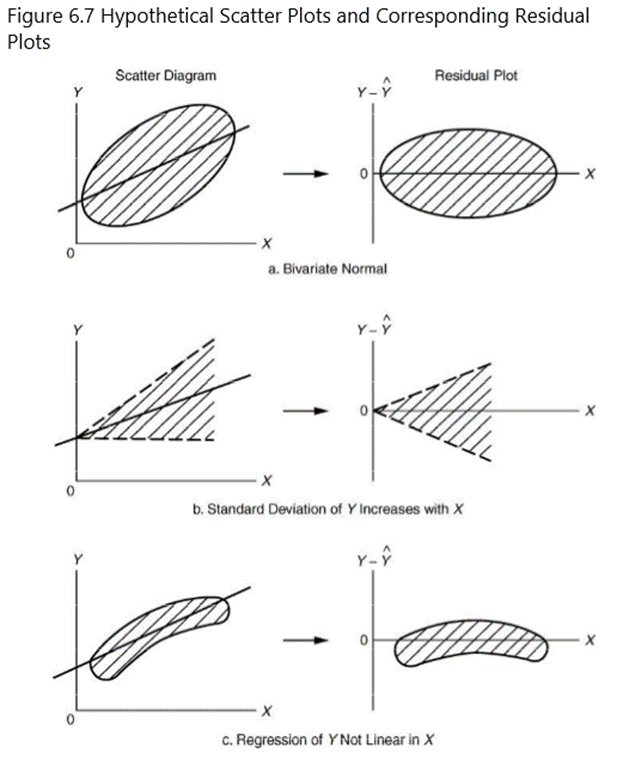 Figure 6.7 Hypothetical Scatter Plots and Corresponding Residual
Plots
Scatter Diagram
Residual Plot
Y
Y-Ŷ
0
X
0
X
a. Bivariate Normal
Y
Y-Ŷ
0
X
0
X
b. Standard Deviation of Y Increases with X
Y
Y-Ŷ
0
X
0
X
c. Regression of Y Not Linear in X